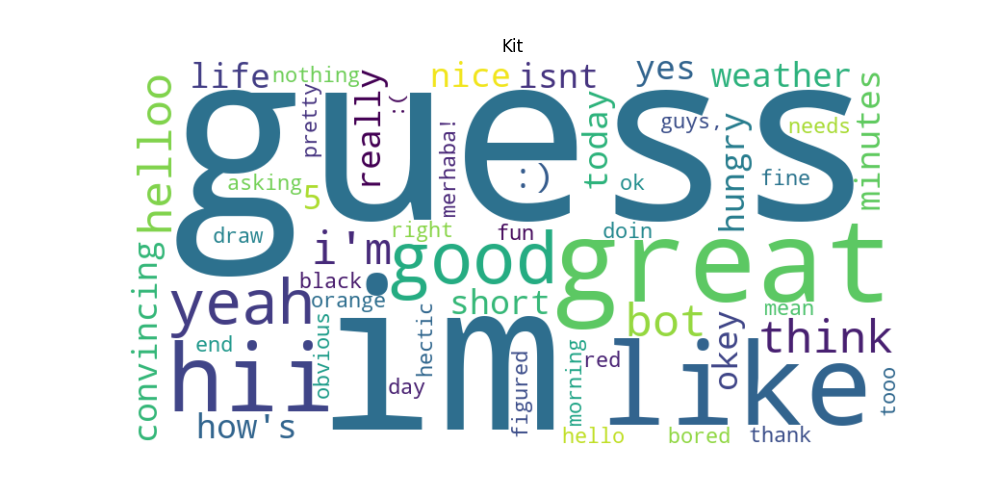 Kit
life
nothing
really
:(
nice
isnt
yes
weather
helloo
guess
pretty
merhaba!
:)
today
guys,
hungry
needs
minutes
asking
5
ok
fine
draw
i'm
right
fun
doin
good
great
convincing
yeah
black
orange
im
short
bot
mean
okey
think
hii
end
obvious
hectic
day
figured
morning
red
like
tooo
how's
hello
bored
thank